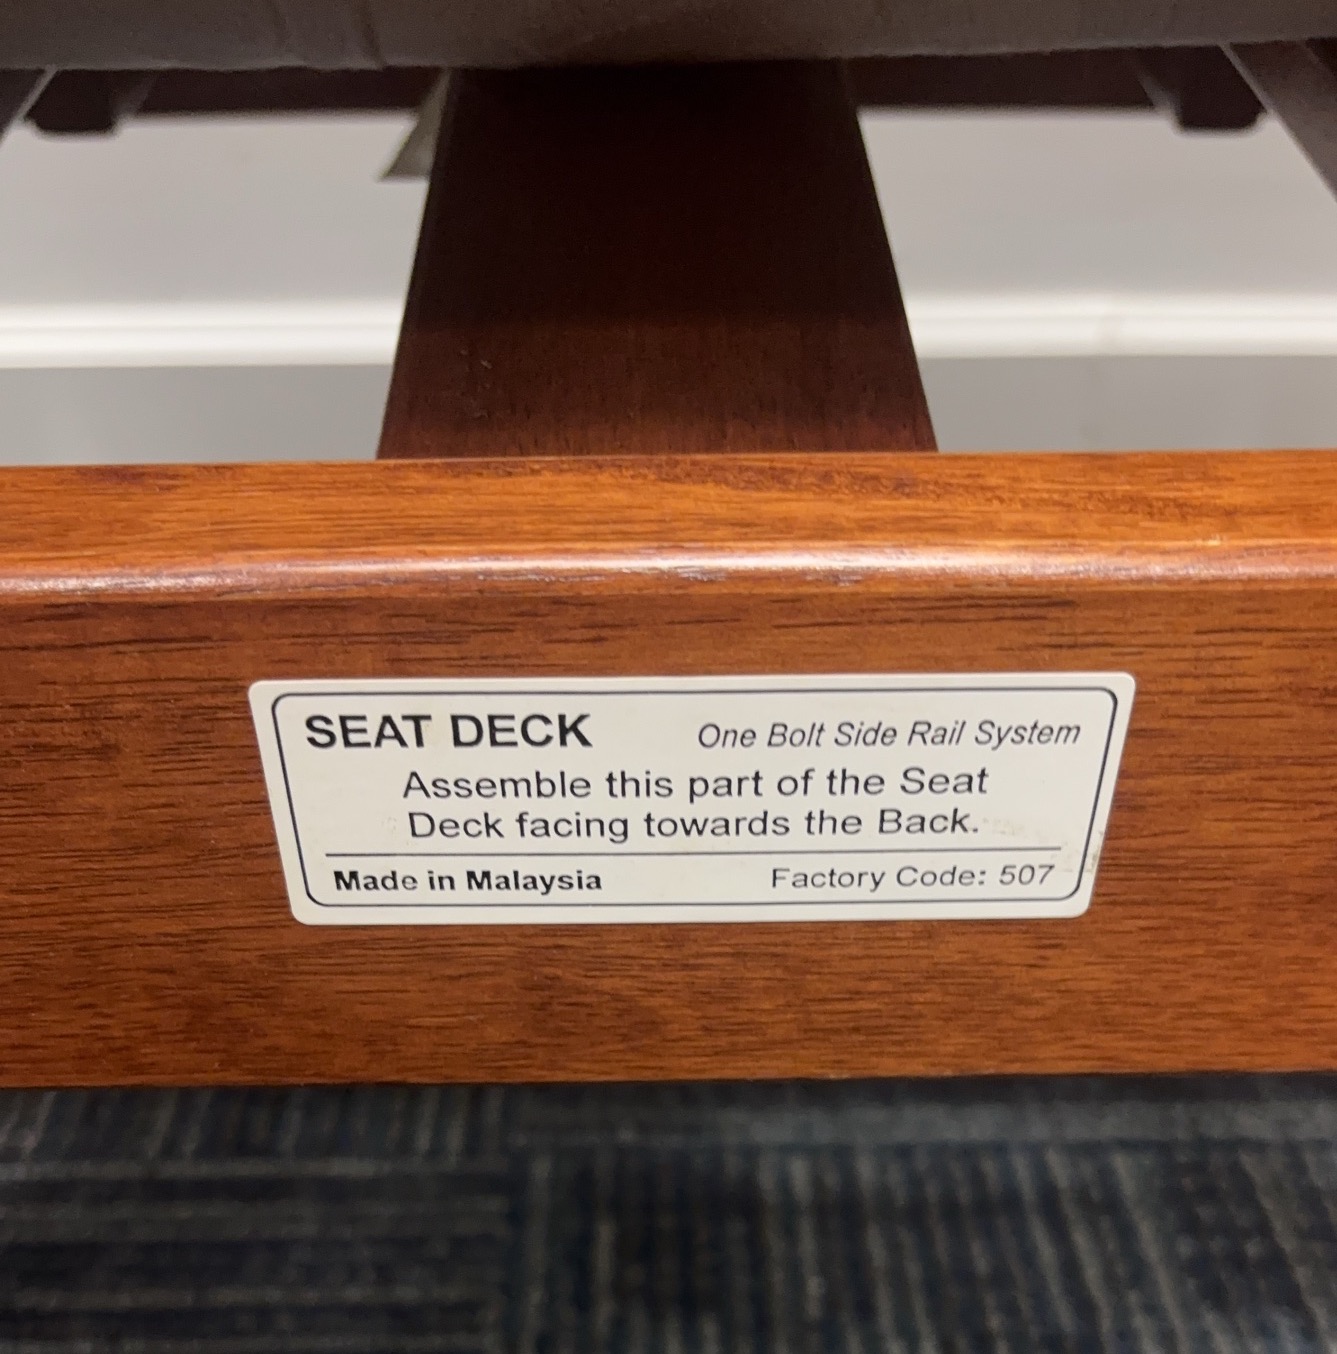 SEAT DECK One Bolt Side Rail System
Assemble this part of the Seat
Deck facing towards the Back.
Made in Malaysia Factory Code: 507